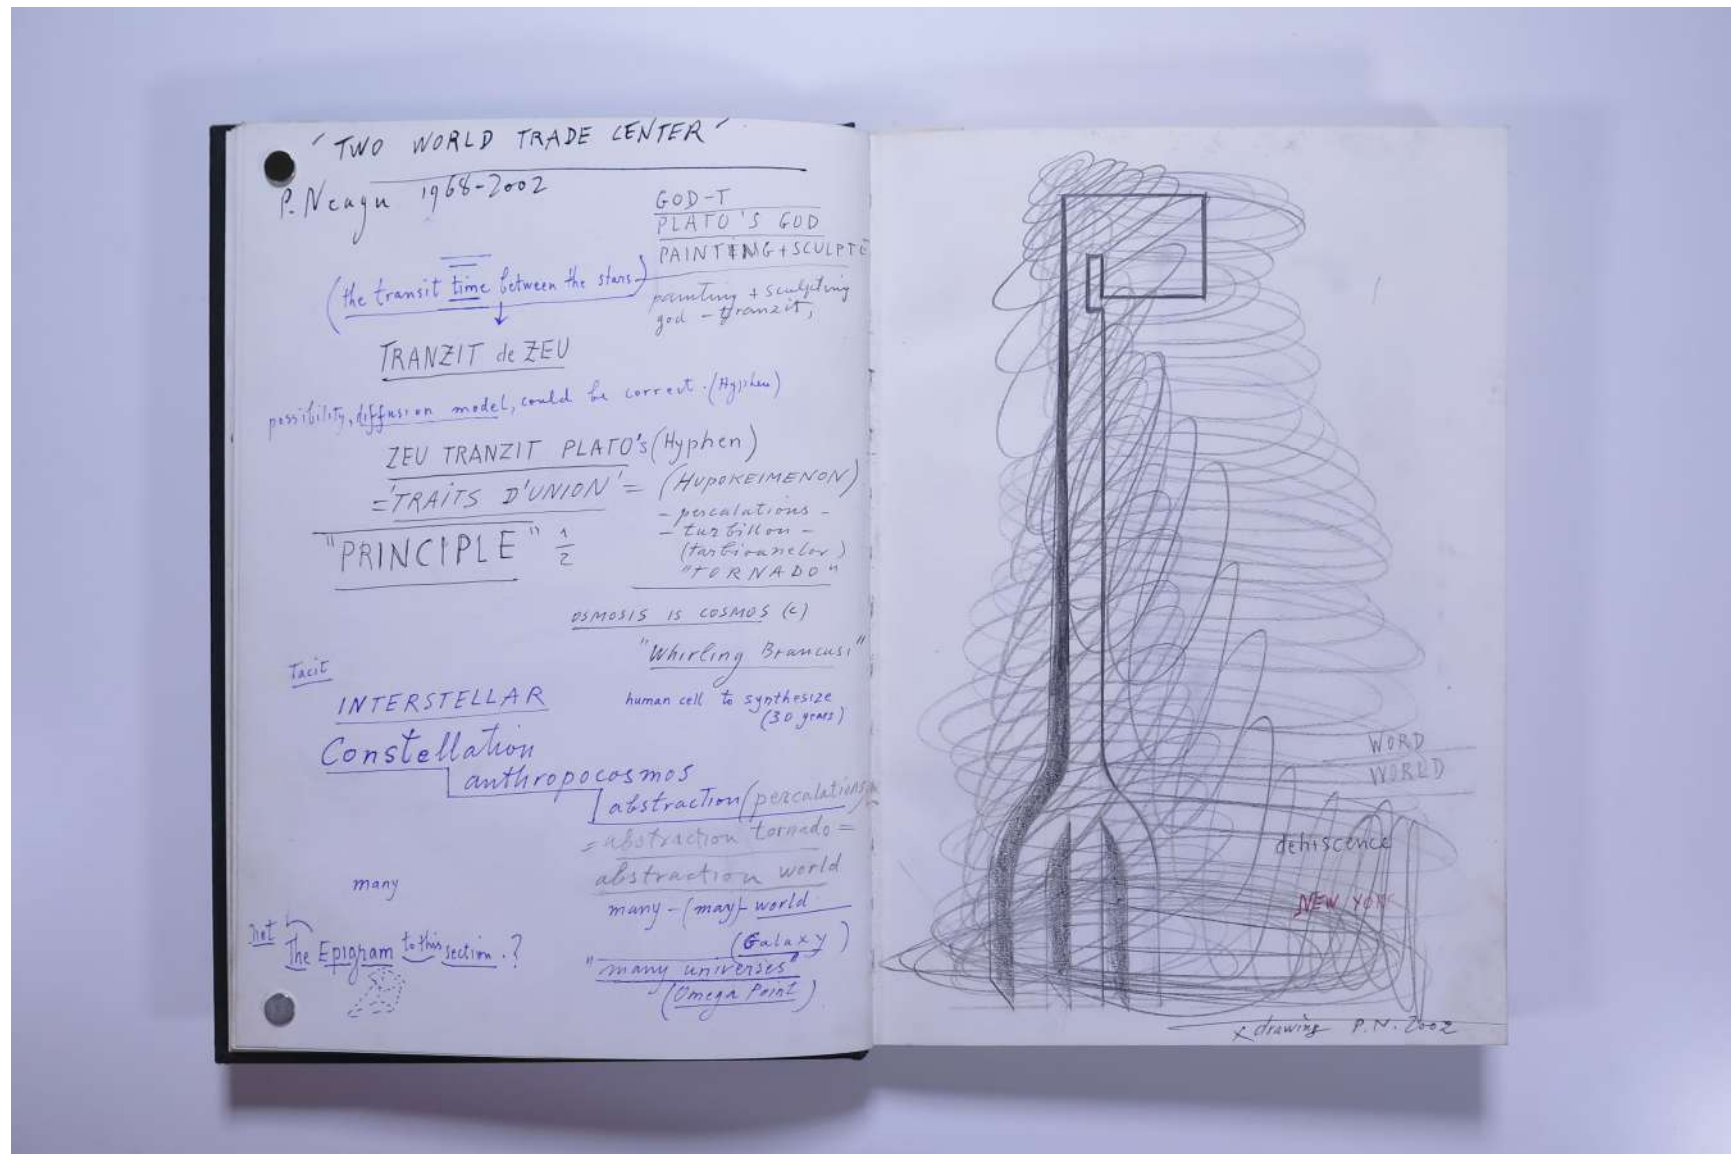 'TWO WORLD TRADE CENTER'
P. Neagu 1968-2002
GOD-T
PLATO'S GOD
PAINTING + SCULPTE
painting + sculpting
god - tranzit,
(the transit time between the stars)
TRANZIT de ZEU
possibility, diffusion model, could be correct. (Hyphen)
ZEU TRANZIT PLATO's (Hyphen)
= 'TRAITS D'UNION' = (HUPOKEIMENON)
"PRINCIPLE" 1/2
- percalations -
- turbillon -
"TORNADO"
OSMOSIS IS COSMOS (c)
"Whirling Brancusi"
Tacit
INTERSTELLAR
human cell to synthesize
(30 years)
Constellation
anthropocosmos
abstraction (percalations)
= abstraction tornado =
abstraction world
many
many - (may) - world
not
The Epigram to this section.?
(Galaxy)
"many universes"
(Omega Point)
WORD
WORLD
dehiscence
NEW YORK
x drawing P.N. 2002